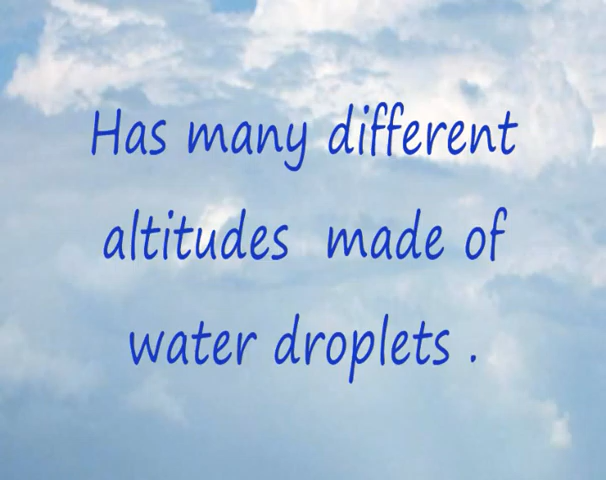 Has many different
altitudes  made of
water droplets .